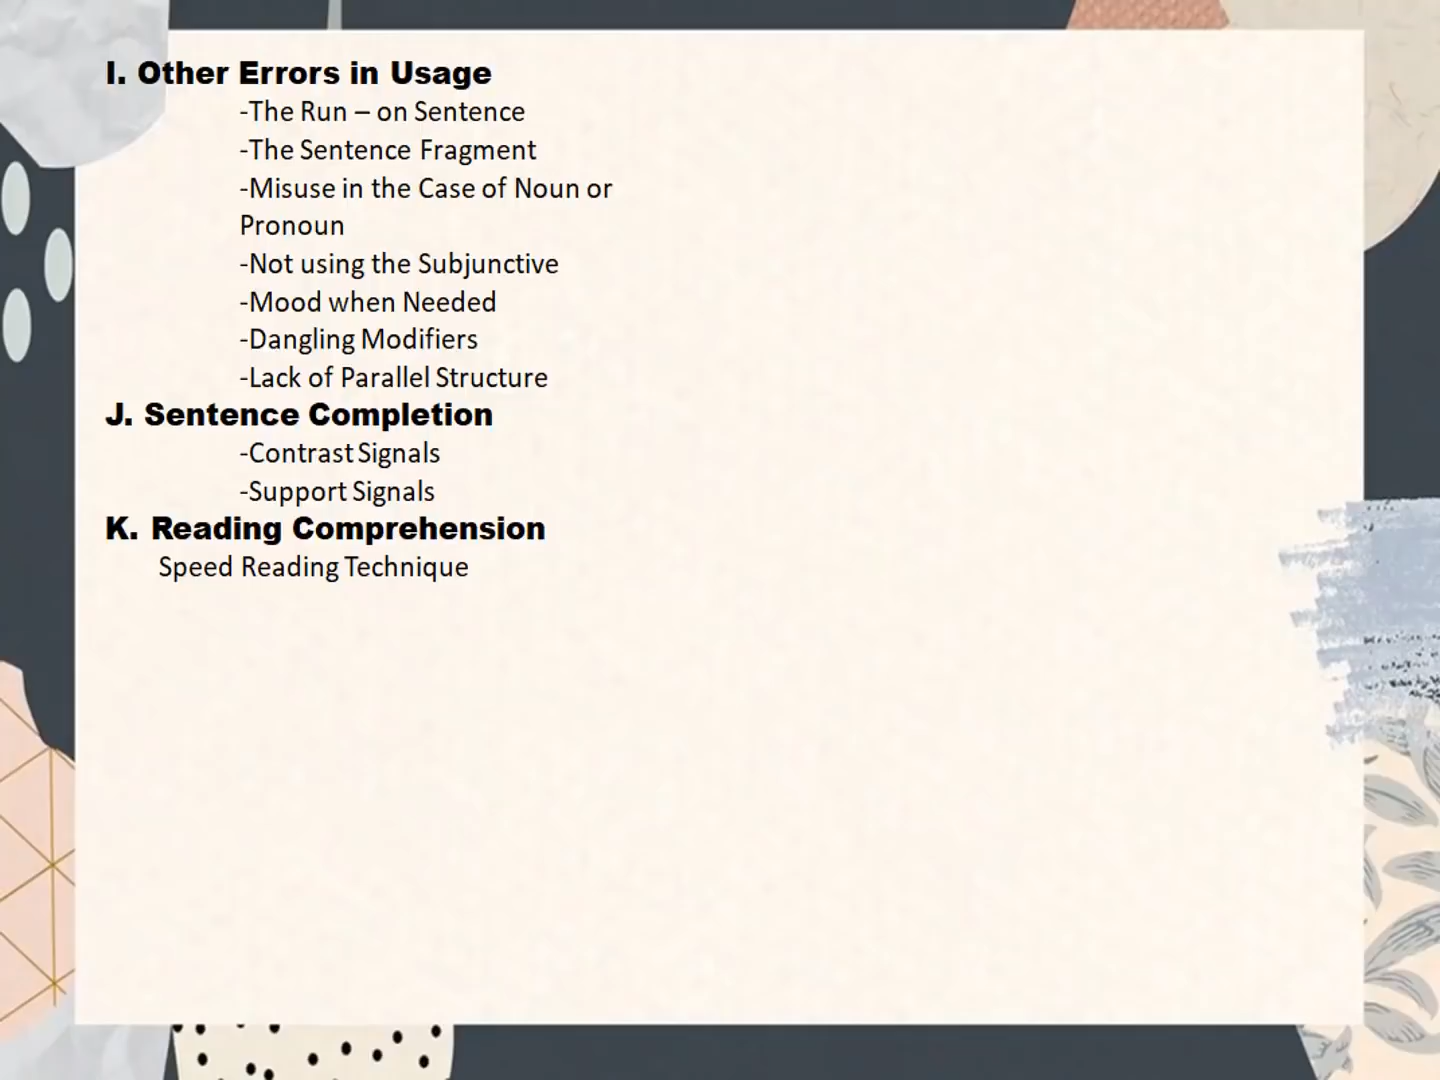 I. Other Errors in Usage
-The Run – on Sentence
-The Sentence Fragment
-Misuse in the Case of Noun or
Pronoun
-Not using the Subjunctive
-Mood when Needed
-Dangling Modifiers
-Lack of Parallel Structure
J. Sentence Completion
-Contrast Signals
-Support Signals
K. Reading Comprehension
Speed Reading Technique